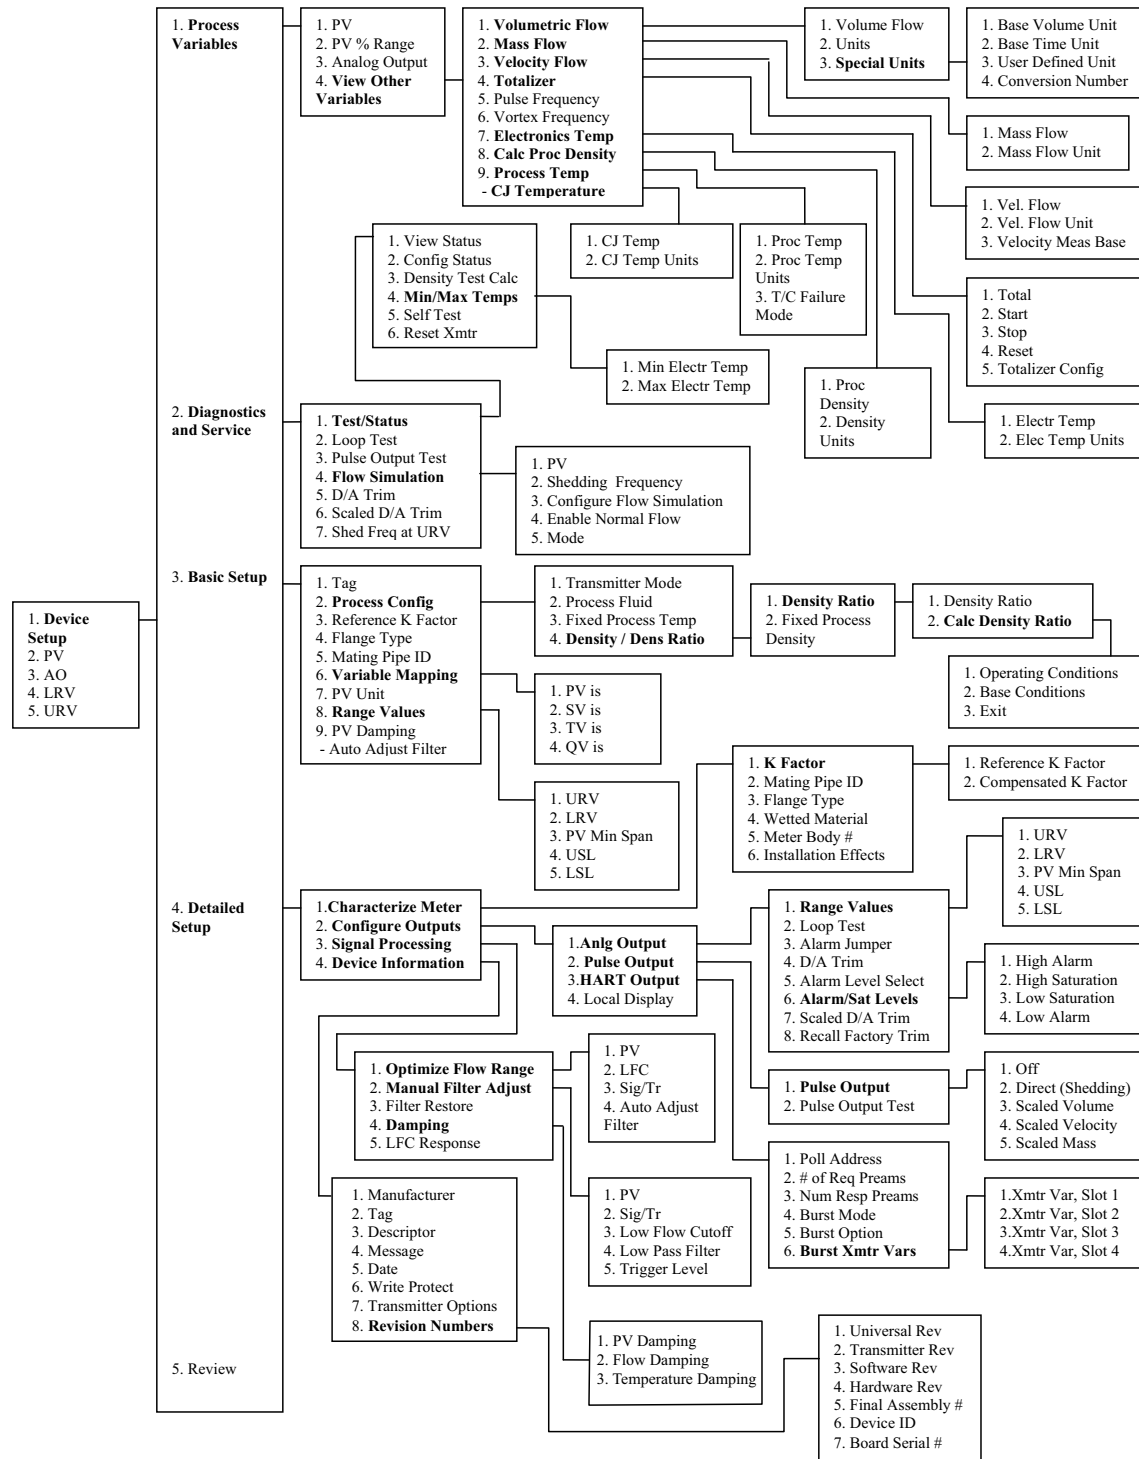 1. Device
Setup
2. PV
3. AO
4. LRV
5. URV
1. Process
Variables
2. Diagnostics
and Service
3. Basic Setup
4. Detailed
Setup
5. Review
1. PV
2. PV % Range
3. Analog Output
4. View Other
Variables
1. Volumetric Flow
2. Mass Flow
3. Velocity Flow
4. Totalizer
5. Pulse Frequency
6. Vortex Frequency
7. Electronics Temp
8. Calc Proc Density
9. Process Temp
- CJ Temperature
1. Volume Flow
2. Units
3. Special Units
1. Base Volume Unit
2. Base Time Unit
3. User Defined Unit
4. Conversion Number
1. Mass Flow
2. Mass Flow Unit
1. Vel. Flow
2. Vel. Flow Unit
3. Velocity Meas Base
1. Total
2. Start
3. Stop
4. Reset
5. Totalizer Config
1. Electr Temp
2. Elec Temp Units
1. Proc
Density
2. Density
Units
1. Proc Temp
2. Proc Temp
Units
3. T/C Failure
Mode
1. CJ Temp
2. CJ Temp Units
1. View Status
2. Config Status
3. Density Test Calc
4. Min/Max Temps
5. Self Test
6. Reset Xmtr
1. Min Electr Temp
2. Max Electr Temp
1. Test/Status
2. Loop Test
3. Pulse Output Test
4. Flow Simulation
5. D/A Trim
6. Scaled D/A Trim
7. Shed Freq at URV
1. PV
2. Shedding Frequency
3. Configure Flow Simulation
4. Enable Normal Flow
5. Mode
1. Tag
2. Process Config
3. Reference K Factor
4. Flange Type
5. Mating Pipe ID
6. Variable Mapping
7. PV Unit
8. Range Values
9. PV Damping
- Auto Adjust Filter
1. Transmitter Mode
2. Process Fluid
3. Fixed Process Temp
4. Density / Dens Ratio
1. Density Ratio
2. Fixed Process
Density
1. Density Ratio
2. Calc Density Ratio
1. Operating Conditions
2. Base Conditions
3. Exit
1. PV is
2. SV is
3. TV is
4. QV is
1. URV
2. LRV
3. PV Min Span
4. USL
5. LSL
1.Characterize Meter
2. Configure Outputs
3. Signal Processing
4. Device Information
1. K Factor
2. Mating Pipe ID
3. Flange Type
4. Wetted Material
5. Meter Body #
6. Installation Effects
1. Reference K Factor
2. Compensated K Factor
1.Anlg Output
2. Pulse Output
3.HART Output
4. Local Display
1. Range Values
2. Loop Test
3. Alarm Jumper
4. D/A Trim
5. Alarm Level Select
6. Alarm/Sat Levels
7. Scaled D/A Trim
8. Recall Factory Trim
1. URV
2. LRV
3. PV Min Span
4. USL
5. LSL
1. High Alarm
2. High Saturation
3. Low Saturation
4. Low Alarm
1. Pulse Output
2. Pulse Output Test
1. Off
2. Direct (Shedding)
3. Scaled Volume
4. Scaled Velocity
5. Scaled Mass
1. Poll Address
2. # of Req Preams
3. Num Resp Preams
4. Burst Mode
5. Burst Option
6. Burst Xmtr Vars
1.Xmtr Var, Slot 1
2.Xmtr Var, Slot 2
3.Xmtr Var, Slot 3
4.Xmtr Var, Slot 4
1. Optimize Flow Range
2. Manual Filter Adjust
3. Filter Restore
4. Damping
5. LFC Response
1. PV
2. LFC
3. Sig/Tr
4. Auto Adjust
Filter
1. PV
2. Sig/Tr
3. Low Flow Cutoff
4. Low Pass Filter
5. Trigger Level
1. PV Damping
2. Flow Damping
3. Temperature Damping
1. Manufacturer
2. Tag
3. Descriptor
4. Message
5. Date
6. Write Protect
7. Transmitter Options
8. Revision Numbers
1. Universal Rev
2. Transmitter Rev
3. Software Rev
4. Hardware Rev
5. Final Assembly #
6. Device ID
7. Board Serial #